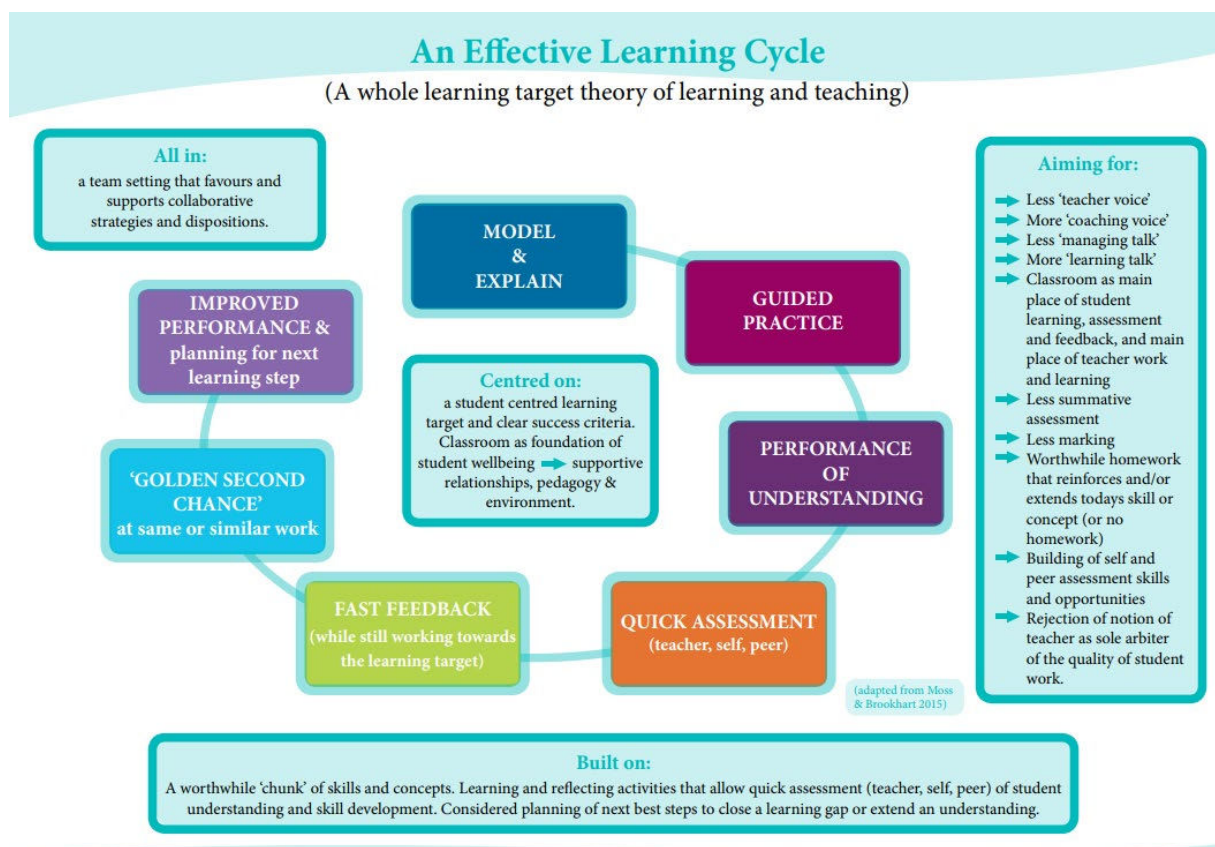 An Effective Learning Cycle
(A whole learning target theory of learning and teaching)
All in:
a team setting that favours and
supports collaborative
strategies and dispositions.
MODEL
&
EXPLAIN
GUIDED
PRACTICE
PERFORMANCE
OF
UNDERSTANDING
QUICK ASSESSMENT
(teacher, self, peer)
FAST FEEDBACK
(while still working towards
the learning target)
‘GOLDEN SECOND
CHANCE’
at same or similar work
IMPROVED
PERFORMANCE &
planning for next
learning step
Centred on:
a student centred learning
target and clear success criteria.
Classroom as foundation of
student wellbeing ➔ supportive
relationships, pedagogy &
environment.
Aiming for:
Less ‘teacher voice’
More ‘coaching voice’
Less ‘managing talk’
More ‘learning talk’
Classroom as main
place of student
learning, assessment
and feedback, and main
place of teacher work
and learning
Less summative
assessment
Less marking
Worthwhile homework
that reinforces and/or
extends todays skill or
concept (or no
homework)
Building of self and
peer assessment skills
and opportunities
Rejection of notion of
teacher as sole arbiter
of the quality of student
work.
(adapted from Moss
& Brookhart 2015)
Built on:
A worthwhile ‘chunk’ of skills and concepts. Learning and reflecting activities that allow quick assessment (teacher, self, peer) of student
understanding and skill development. Considered planning of next best steps to close a learning gap or extend an understanding.